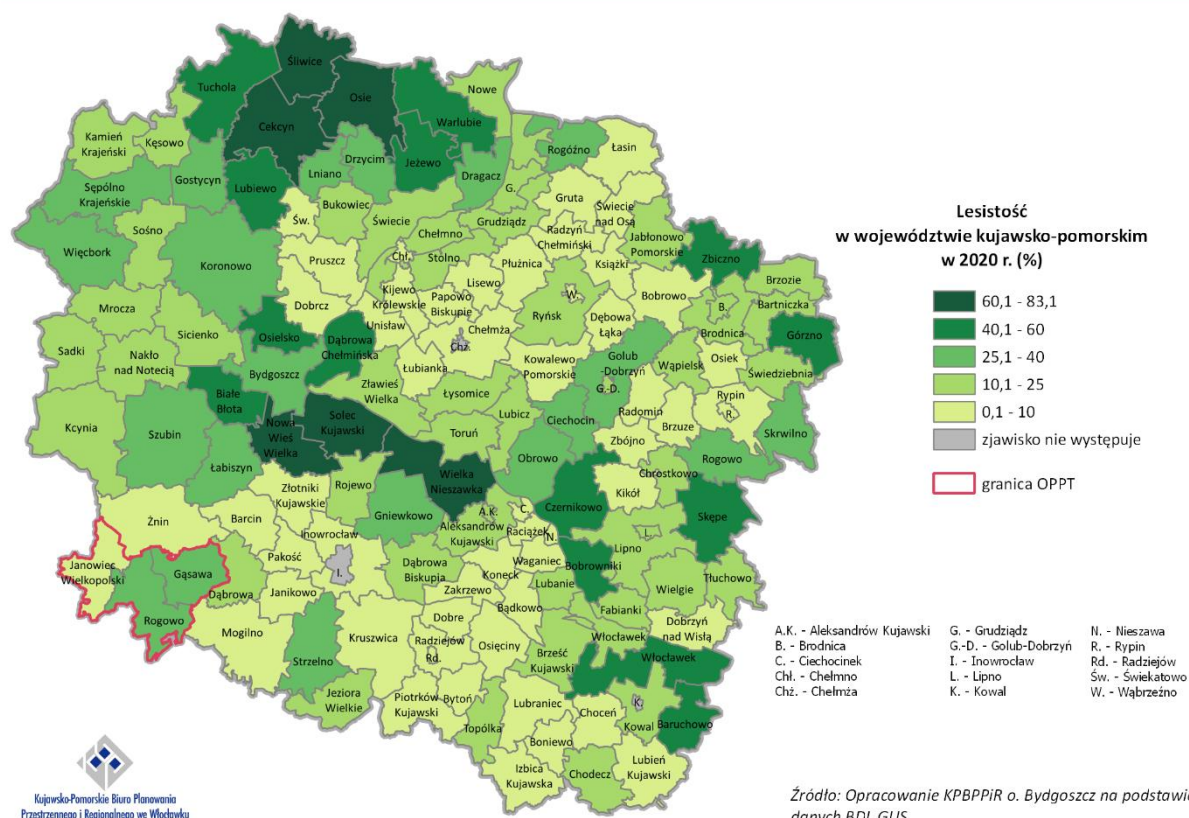 Śliwice
Tuchola
Osie
Nowe
Cekcyn
Warlubie
Kamień
Krajeński
Kęsowo
Jeżewo
Rogóźno
Łasin
Drzycim
Lniano
Dragacz
Gostycyn
Lubiewo
Sępólno
Krajeńskie
G.
Gruta
Św.
Bukowiec
Świecie
Grudziądz
Świecie
nad Osą
Sośno
Chełmno
Radzyń
Chełmiński
Jabłonowo
Pomorskie
Zbiczno
Więcbork
Koronowo
Pruszcz
Chł.
Stolno
Płużnica
Książki
Brzozie
Mrocza
Dobrcz
Kijewo
Królewskie
Papowo
Biskupie
Lisewo
W.
Bobrowo
B.
Bartniczka
Unisław
Ryńsk
Dębowa
Łąka
Brodnica
Górzno
Sicienko
Osielsko
Dąbrowa
Chełmińska
Chełmża
Chż.
Sadki
Nakło
nad Notecią
Golub
-Dobrzyń
Wąpielsk
Osiek
Świedziebnia
Bydgoszcz
Łubianka
Kowalewo
Pomorskie
G.-D.
Rypin
R.
Zławieś
Wielka
Łysomice
Białe
Błota
Lubicz
Ciechocin
Radomin
Brzuze
Kcynia
Szubin
Nowa
Wieś
Wielka
Solec
Kujawski
Toruń
Zbójno
Skrwilno
Obrowo
Rogowo
Łabiszyn
Wielka
Nieszawka
Chrostkowo
Złotniki
Kujawskie
Rojewo
Czernikowo
Kikół
Gniewkowo
A.K.
C.
Skępe
Żnin
Barcin
Inowrocław
Aleksandrów
Kujawski
Raciążek
N.
L.
Lipno
Pakość
Waganiec
Janowiec
Wielkopolski
Gąsawa
I.
Dąbrowa
Biskupia
Koneck
Lubanie
Bobrowniki
Tłuchowo
Dąbrowa
Janikowo
Zakrzewo
Wielgie
Bądkowo
Fabianki
Rogowo
Mogilno
Dobre
Dobrzyń
nad Wisłą
Kruszwica
Radziejów
Rd.
Osięciny
Włocławek
Brześć
Kujawski
Włocławek
Strzelno
Jeziora
Wielkie
Piotrków
Kujawski
Bytoń
Lubraniec
K.
Kowal
Baruchowo
Topólka
Choceń
Boniewo
Lubień
Kujawski
Izbica
Kujawska
Chodecz
Lesistość
w województwie kujawsko-pomorskim
w 2020 r. (%)
60,1 - 83,1
40,1 - 60
25,1 - 40
10,1 - 25
0,1 - 10
zjawisko nie występuje
granica OPPT
A.K. - Aleksandrów Kujawski
B. - Brodnica
C. - Ciechocinek
Chł. - Chełmno
Chż. - Chełmża
G. - Grudziądz
G.-D. - Golub-Dobrzyń
I. - Inowrocław
L. - Lipno
K. - Kowal
N. - Nieszawa
R. - Rypin
Rd. - Radziejów
Św. - Świekatowo
W. - Wąbrzeźno
Kujawsko-Pomorskie Biuro Planowania
Przestrzennego i Regionalnego we Włocławku
Źródło: Opracowanie KPBPPiR o. Bydgoszcz na podstawie
danych BDL GUS